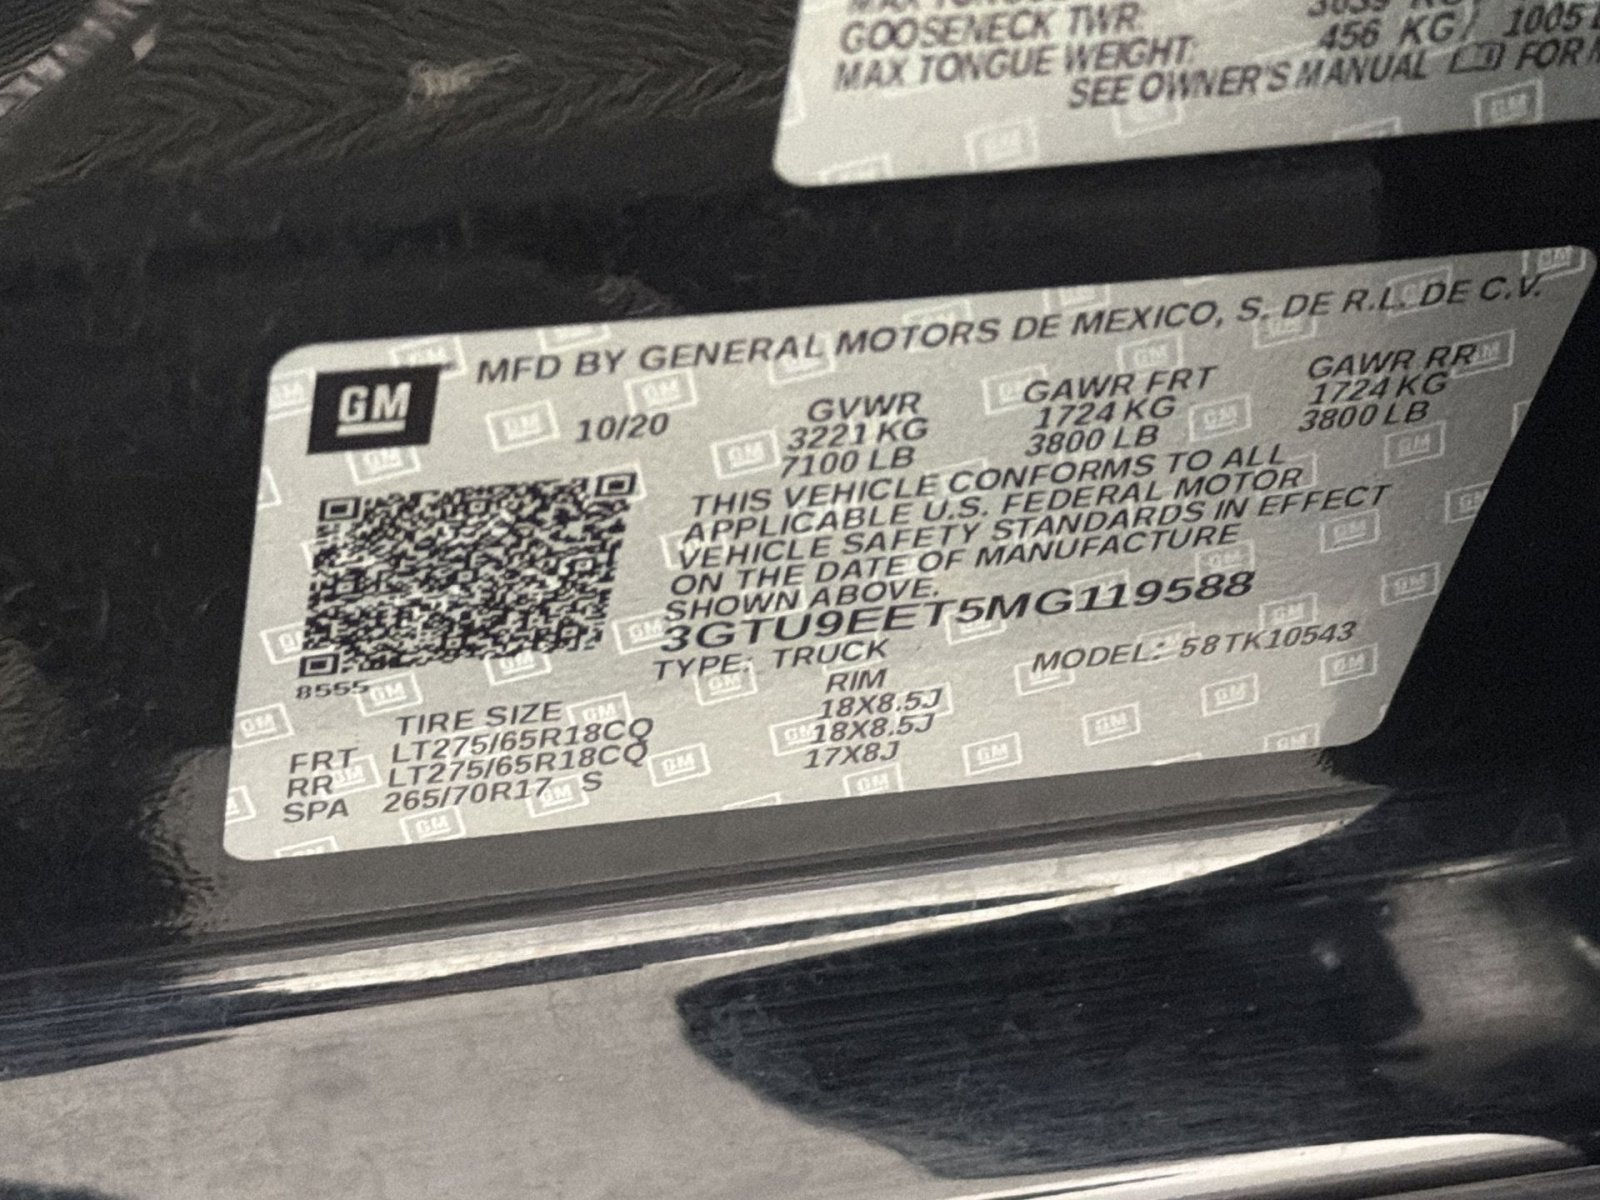 GOOSENECK TWR:
MAX TONGUE WEIGHT: 456 KG/ 1005
SEE OWNER'S MANUAL FOR
GM
MFD BY GENERAL MOTORS DE MEXICO, S. DE R.L. DE C.V.
10/20
GVWR GAWR FRT GAWR RR
3221 KG 1724 KG 1724 KG
7100 LB 3800 LB 3800 LB
THIS VEHICLE CONFORMS TO ALL
APPLICABLE U.S. FEDERAL MOTOR
VEHICLE SAFETY STANDARDS IN EFFECT
ON THE DATE OF MANUFACTURE
SHOWN ABOVE.
3GTU9EET5MG119588
TYPE: TRUCK MODEL: 58TK10543
8555
TIRE SIZE RIM
FRT LT275/65R18CQ 18X8.5J
RR LT275/65R18CQ 18X8.5J
SPA 265/70R17 S 17X8J